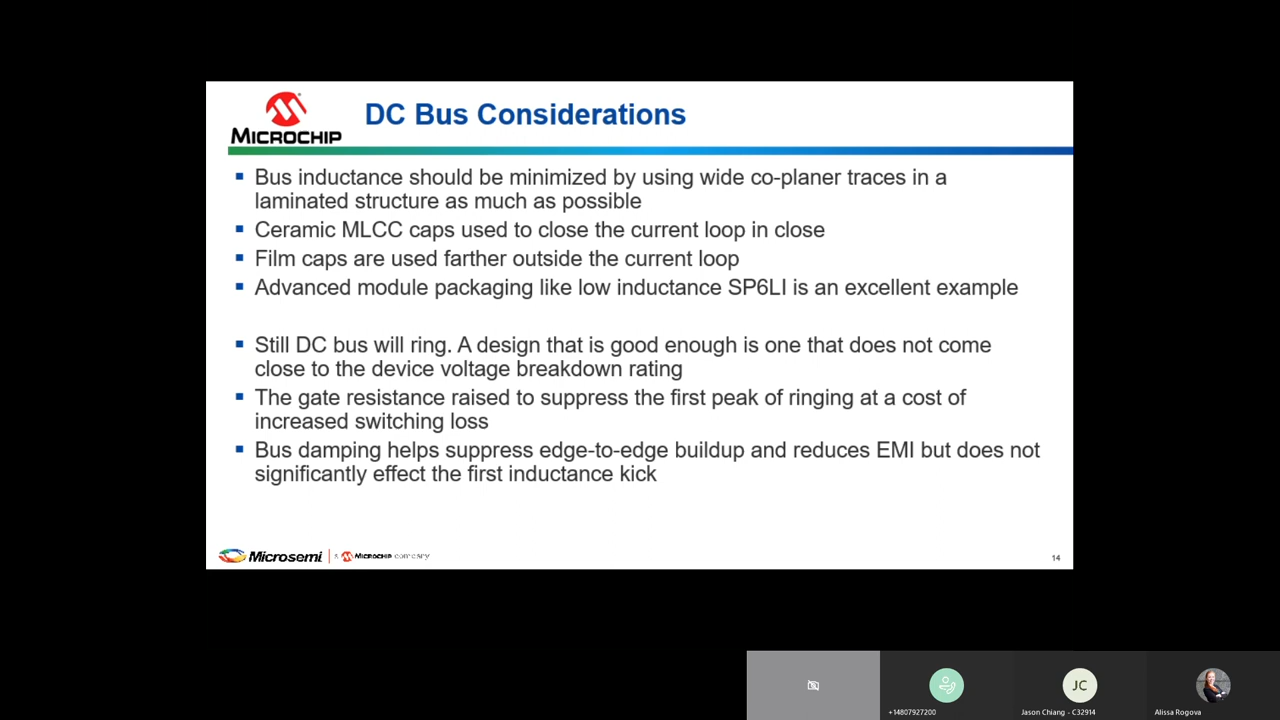 MICROCHIP
DC Bus Considerations
Bus inductance should be minimized by using wide co-planer traces in a
laminated structure as much as possible
Ceramic MLCC caps used to close the current loop in close
Film caps are used farther outside the current loop
Advanced module packaging like low inductance SP6LI is an excellent example
Still DC bus will ring. A design that is good enough is one that does not come
close to the device voltage breakdown rating
The gate resistance raised to suppress the first peak of ringing at a cost of
increased switching loss
Bus damping helps suppress edge-to-edge buildup and reduces EMI but does not
significantly effect the first inductance kick
Microsemi | a MICROCHIP company
14
JC
+14807927200
Jason Chiang - C32914
Alissa Rogova